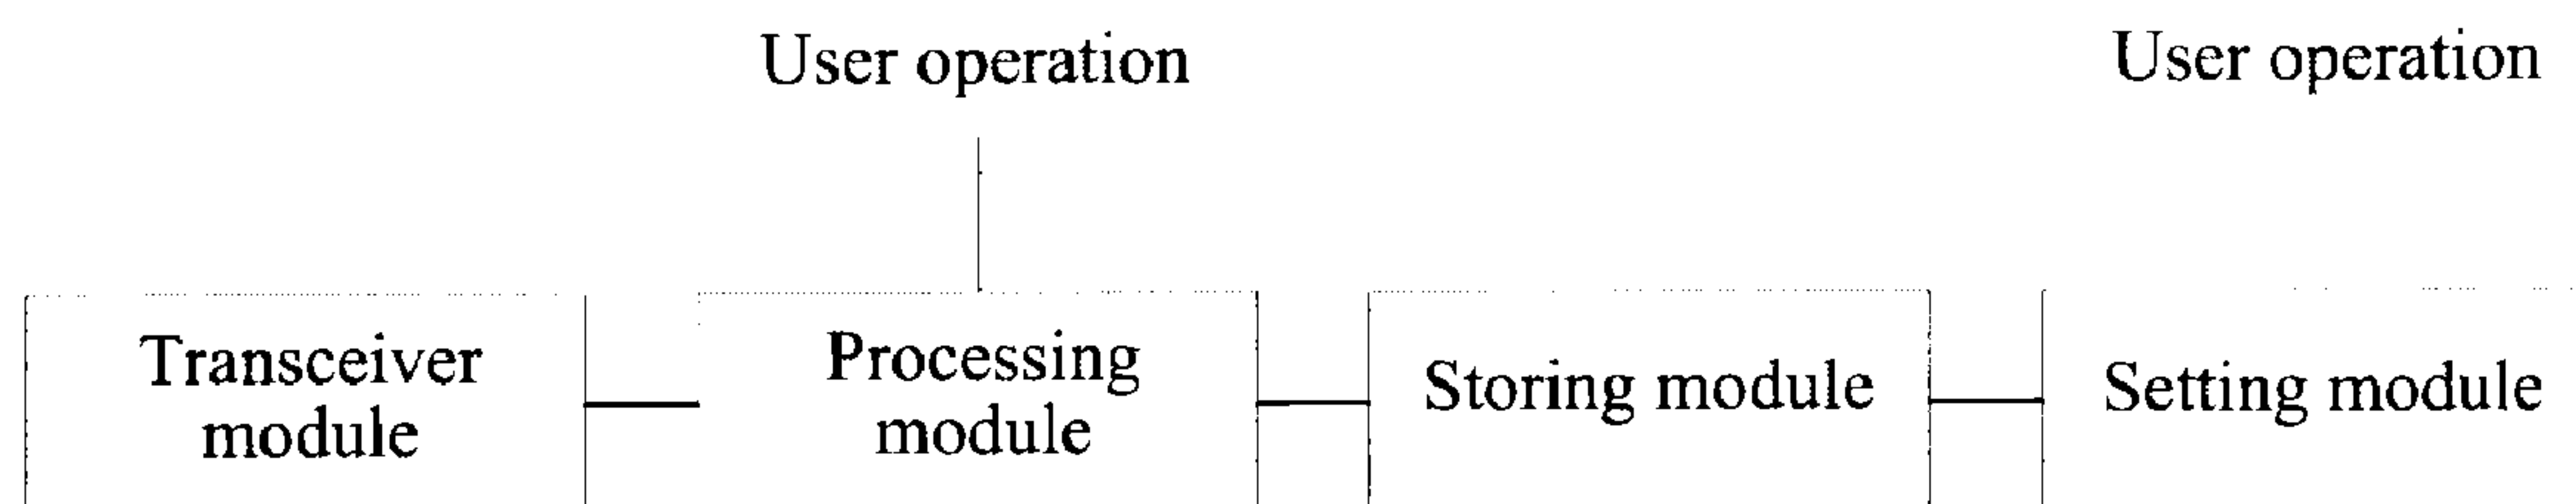 User operation
User operation
Transceiver
module
Processing
module
Storing module
Setting module